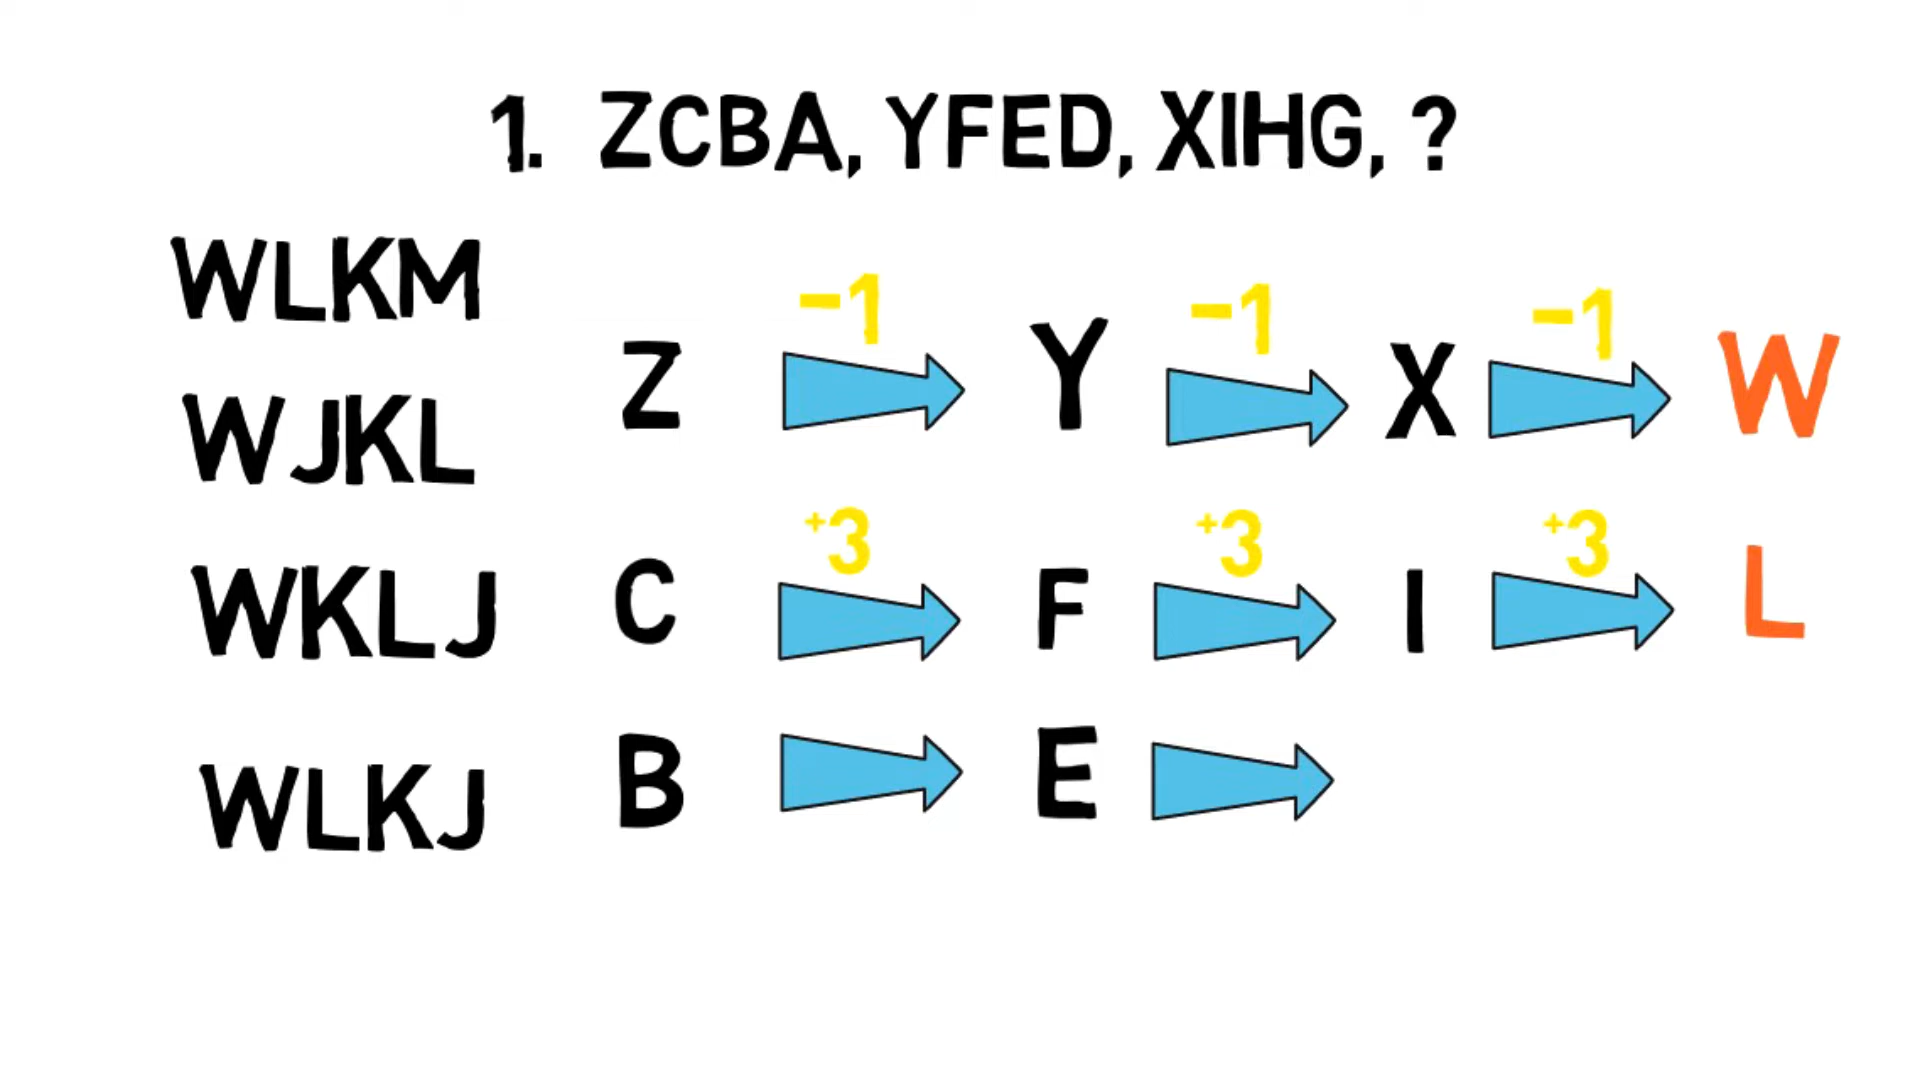 1. ZCBA, YFED, XIHG, ?
WLKM
WJKL
WKLJ
WLKJ
-1 -1 -1
Z Y X W
+3 +3 +3
C F I L
B E